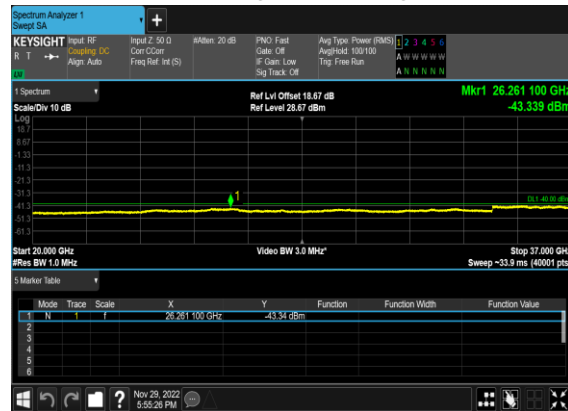 Spectrum Analyzer 1
Swept SA
+
KEYSIGHT Input: RF Input Z: 50 Ω #Atten: 20 dB PNO: Fast Avg Type: Power (RMS) 1 2 3 4 5 6
R T Coupling: DC Corr CCorr Gate: Off Avg|Hold: 100/100 A W W W W W
Align: Auto Freq Ref: Int (S) IF Gain: Low Trig: Free Run
LXI Sig Track: Off A N N N N N
1 Spectrum Ref Lvl Offset 18.67 dB Mkr1 26.261 100 GHz
Scale/Div 10 dB Ref Level 28.67 dBm -43.339 dBm
Log
18.7
8.67
-1.33
-11.3
-21.3
-31.3
1
-41.3 DL1 -40.00 dBm
-51.3
-61.3
Start 20.000 GHz Video BW 3.0 MHz* Stop 37.000 GHz
#Res BW 1.0 MHz Sweep ~33.9 ms (40001 pts)
5 Marker Table
Mode Trace Scale X Y Function Function Width Function Value
1 N 1 f 26.261 100 GHz -43.34 dBm
2
3
4
5
6
? Nov 29, 2022
5:55:26 PM